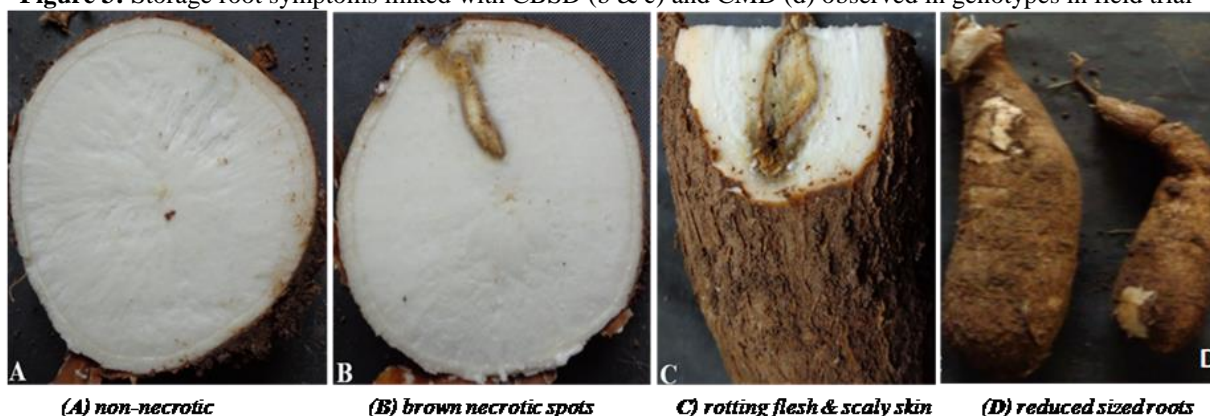 Figure 3: Storage root symptoms linked with CBSD (b & c) and CMD (d) observed in genotypes in field trial
A B C D
(A) non-necrotic (B) brown necrotic spots C) rotting flesh & scaly skin (D) reduced sized roots